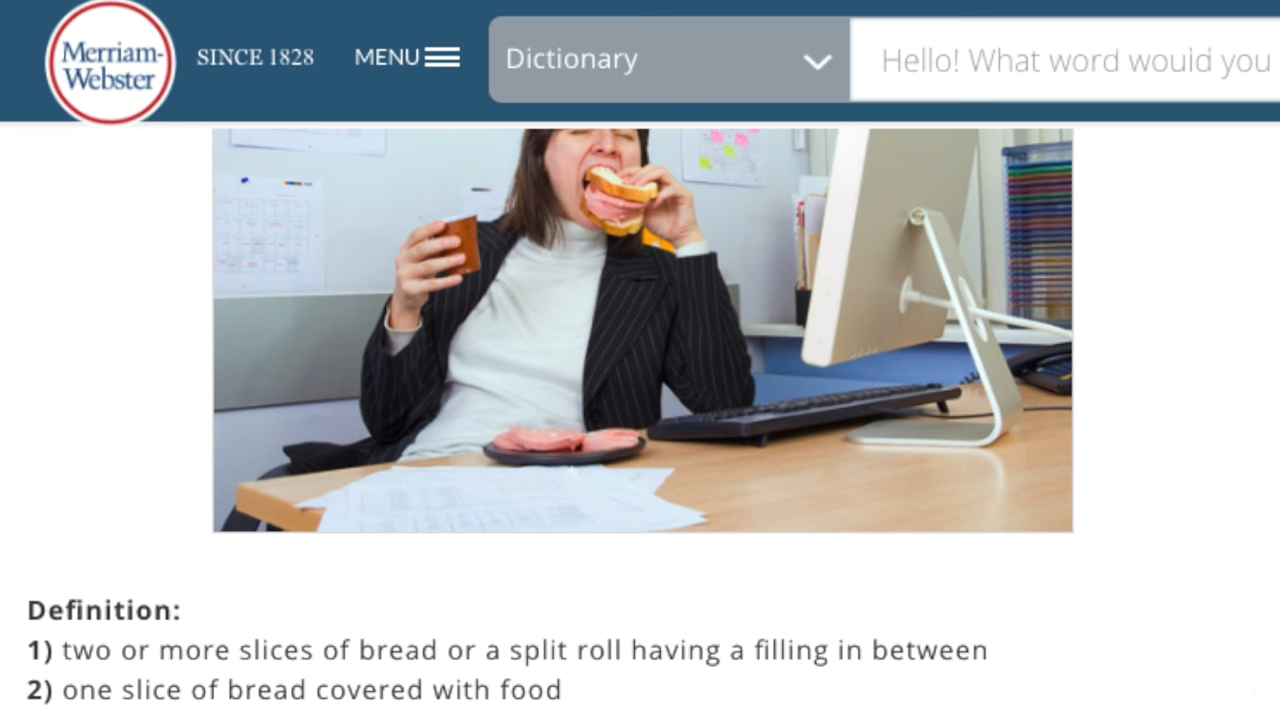 Merriam-
Webster
SINCE 1828
MENU
Dictionary
Hello! What word would you
Definition:
1) two or more slices of bread or a split roll having a filling in between
2) one slice of bread covered with food